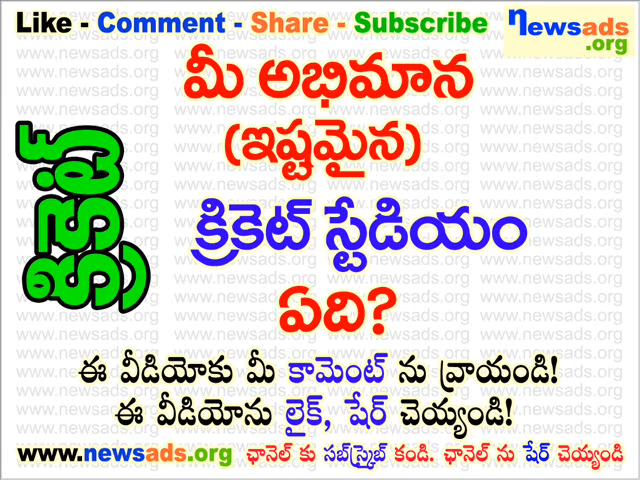 Like - Comment - Share - Subscribe
newsads
.org
మీ అభిమాన
(ఇష్టమైన)
క్రికెట్
క్రికెట్ స్టేడియం
ఏది?
ఈ వీడియోకు మీ కామెంట్ ను వ్రాయండి!
ఈ వీడియోను లైక్, షేర్ చెయ్యండి!
www.newsads.org ఛానెల్ కు సబ్‌స్క్రైబ్ కండి. ఛానెల్ ను షేర్ చెయ్యండి